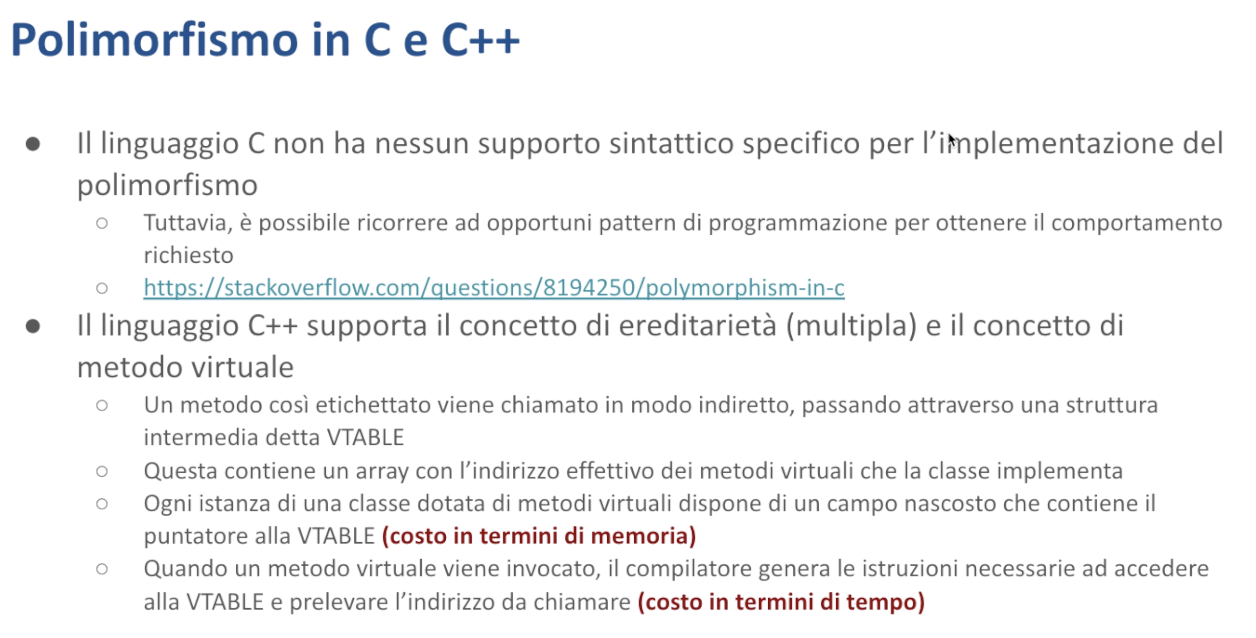 Polimorfismo in C e C++
● Il linguaggio C non ha nessun supporto sintattico specifico per l’implementazione del
polimorfismo
○ Tuttavia, è possibile ricorrere ad opportuni pattern di programmazione per ottenere il comportamento
richiesto
○ https://stackoverflow.com/questions/8194250/polymorphism-in-c
● Il linguaggio C++ supporta il concetto di ereditarietà (multipla) e il concetto di
metodo virtuale
○ Un metodo così etichettato viene chiamato in modo indiretto, passando attraverso una struttura
intermedia detta VTABLE
○ Questa contiene un array con l’indirizzo effettivo dei metodi virtuali che la classe implementa
○ Ogni istanza di una classe dotata di metodi virtuali dispone di un campo nascosto che contiene il
puntatore alla VTABLE (costo in termini di memoria)
○ Quando un metodo virtuale viene invocato, il compilatore genera le istruzioni necessarie ad accedere
alla VTABLE e prelevare l’indirizzo da chiamare (costo in termini di tempo)